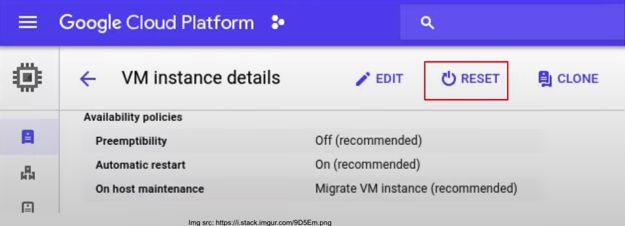 Google Cloud Platform
VM instance details
EDIT
RESET
CLONE
Availability policies
Preemptibility Off (recommended)
Automatic restart On (recommended)
On host maintenance Migrate VM instance (recommended)
Img src: https://i.stack.imgur.com/9D5Em.png